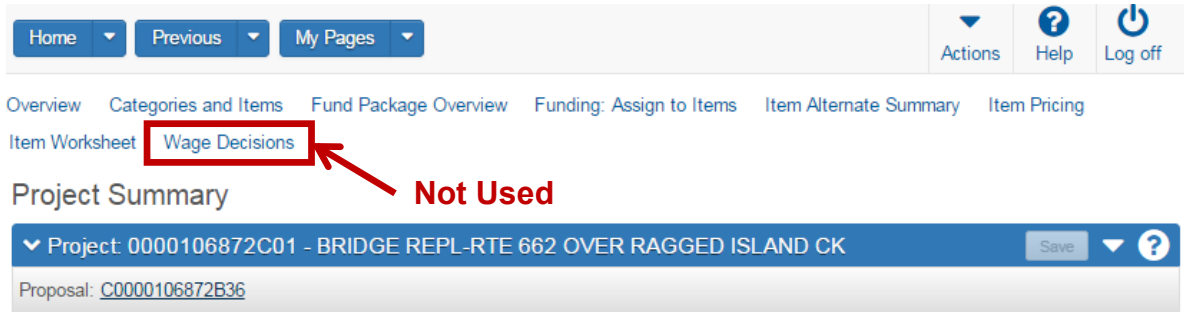 Home Previous My Pages Actions Help Log off
Overview Categories and Items Fund Package Overview Funding: Assign to Items Item Alternate Summary Item Pricing
Item Worksheet Wage Decisions
Not Used
Project Summary
Project: 0000106872C01 - BRIDGE REPL-RTE 662 OVER RAGGED ISLAND CK Save ?
Proposal: C0000106872B36